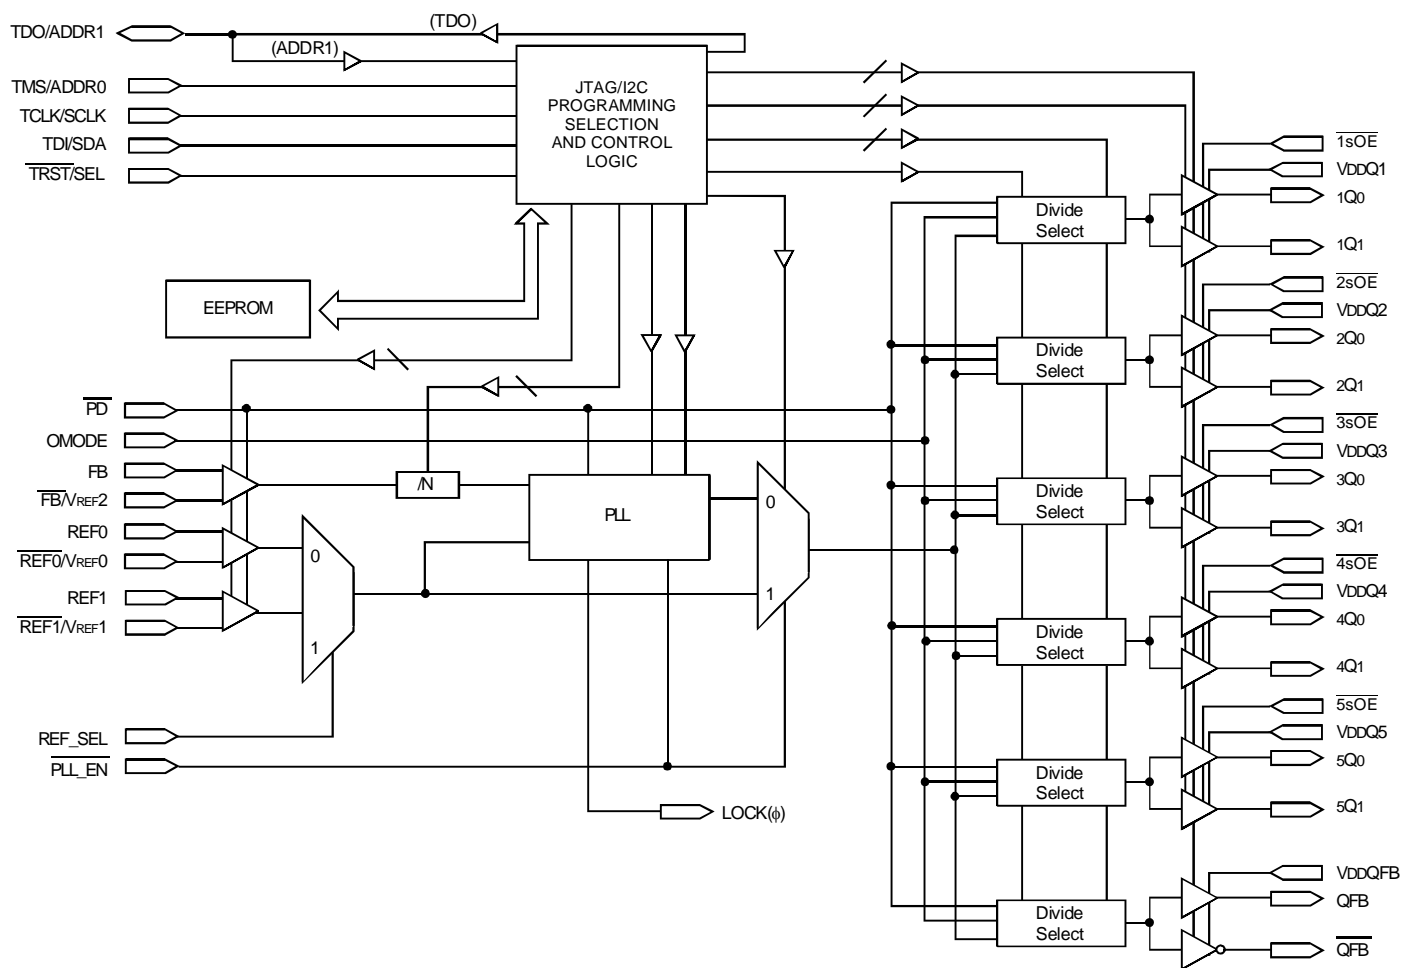 TDO/ADDR1
(TDO)
(ADDR1)
TMS/ADDR0
TCLK/SCLK
TDI/SDA
TRST/SEL
JTAG/I2C
PROGRAMMING
SELECTION
AND CONTROL
LOGIC
EEPROM
PD
OMODE
FB
FB/VREF2
REF0
REF0/VREF0
REF1
REF1/VREF1
REF_SEL
PLL_EN
/N
PLL
0
1
0
1
LOCK(ϕ)
Divide
Select
Divide
Select
Divide
Select
Divide
Select
Divide
Select
Divide
Select
1sOE
VDDQ1
1Q0
1Q1
2sOE
VDDQ2
2Q0
2Q1
3sOE
VDDQ3
3Q0
3Q1
4sOE
VDDQ4
4Q0
4Q1
5sOE
VDDQ5
5Q0
5Q1
VDDQFB
QFB
QFB